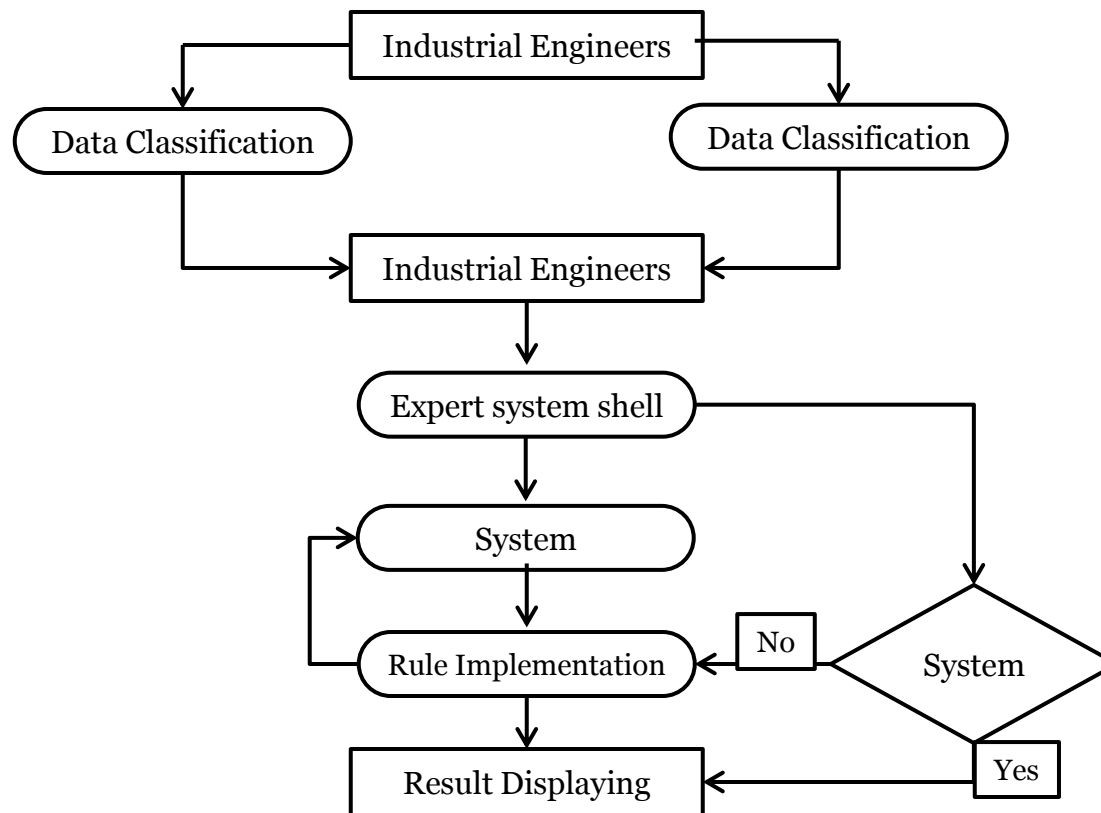 Industrial Engineers
Data Classification
Data Classification
Industrial Engineers
Expert system shell
System
No
Rule Implementation
System
Yes
Result Displaying